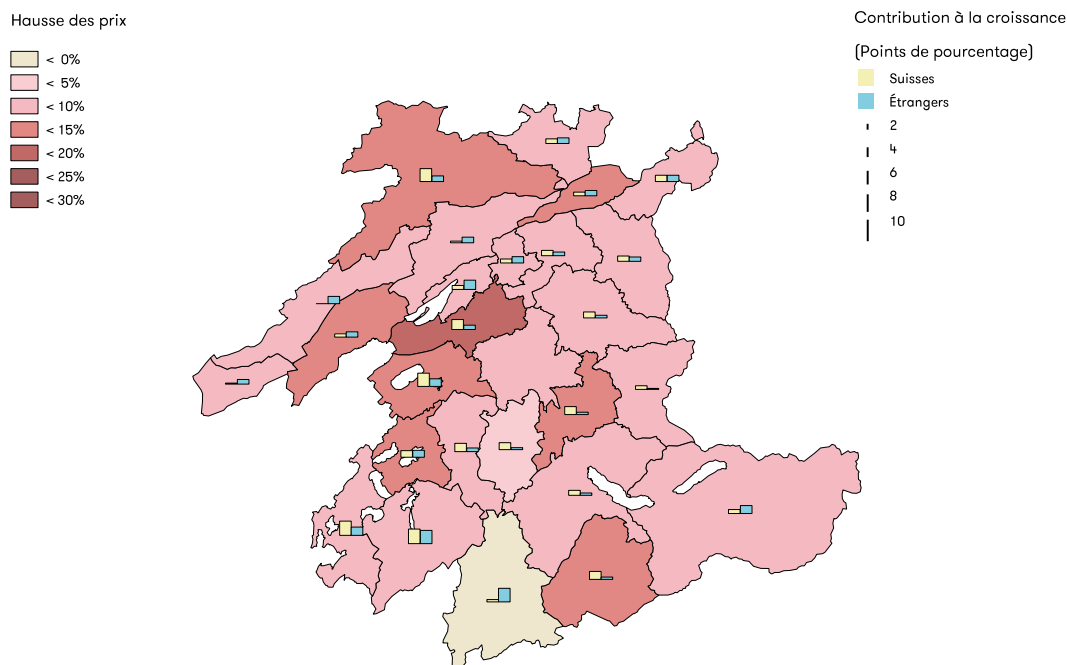 Hausse des prix
< 0%
< 5%
< 10%
< 15%
< 20%
< 25%
< 30%
Contribution à la croissance
(Points de pourcentage)
Suisses
Étrangers
2
4
6
8
10